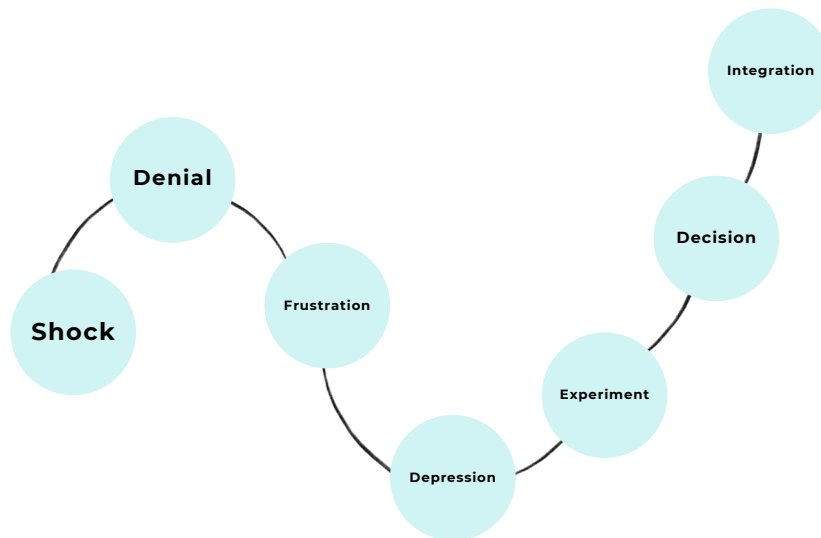 Shock
Denial
Frustration
Depression
Experiment
Decision
Integration